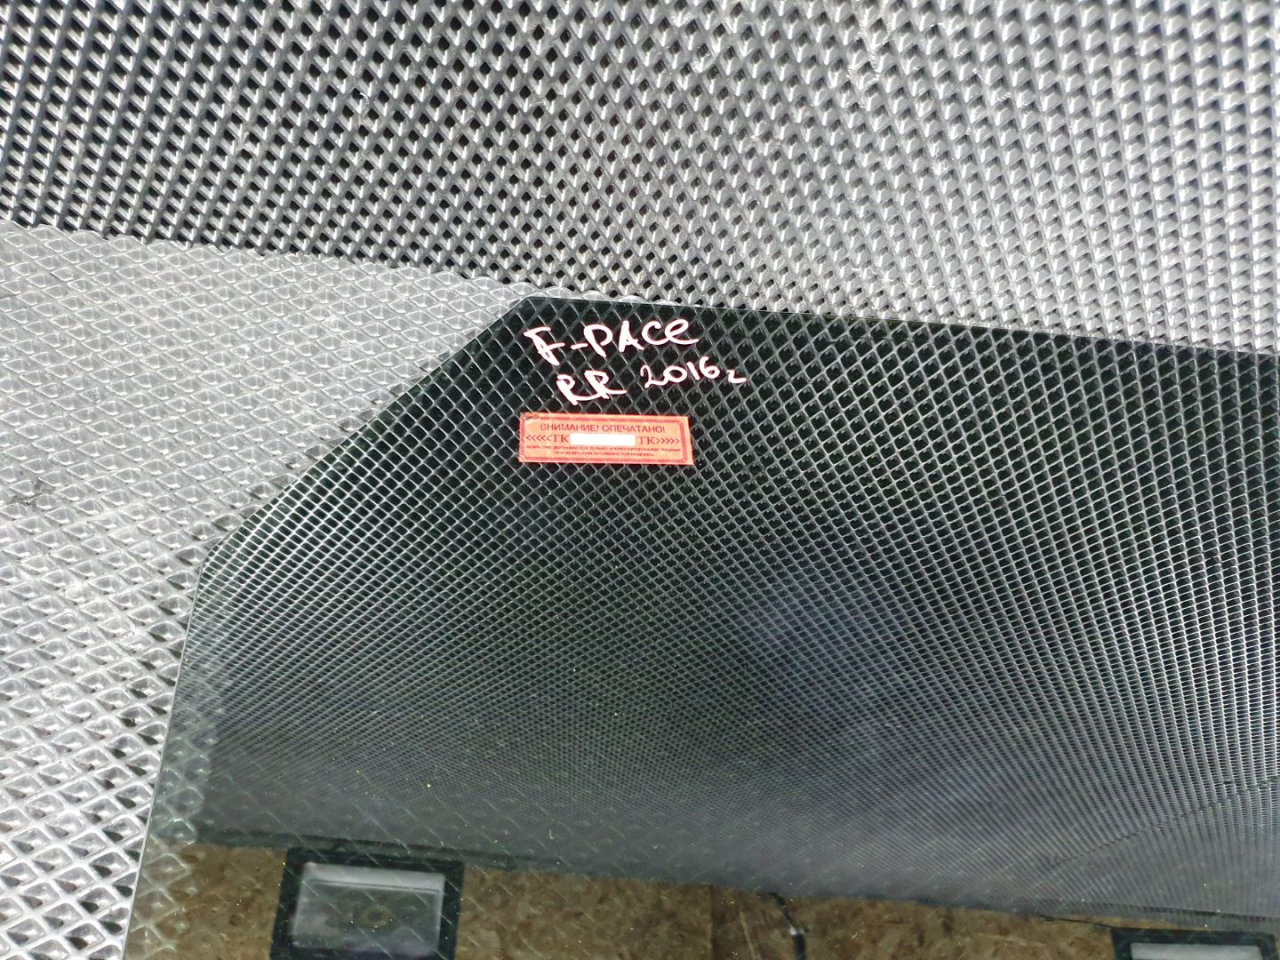 F-PACE
RR 2016г
ВНИМАНИЕ! ОПЕЧАТАНО!
<<<<<ТК ТК>>>>>